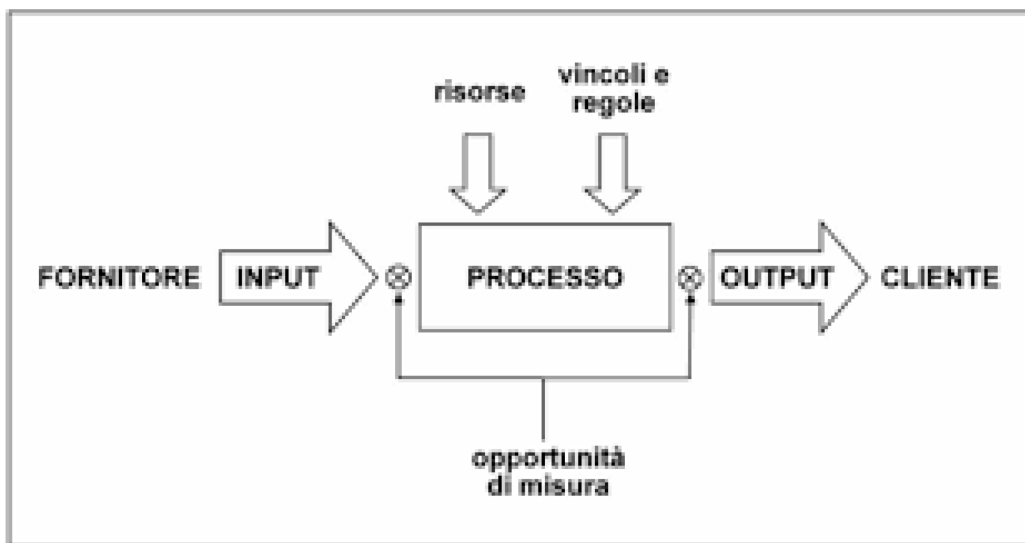 risorse
vincoli e
regole
FORNITORE
INPUT
PROCESSO
OUTPUT
CLIENTE
opportunità
di misura